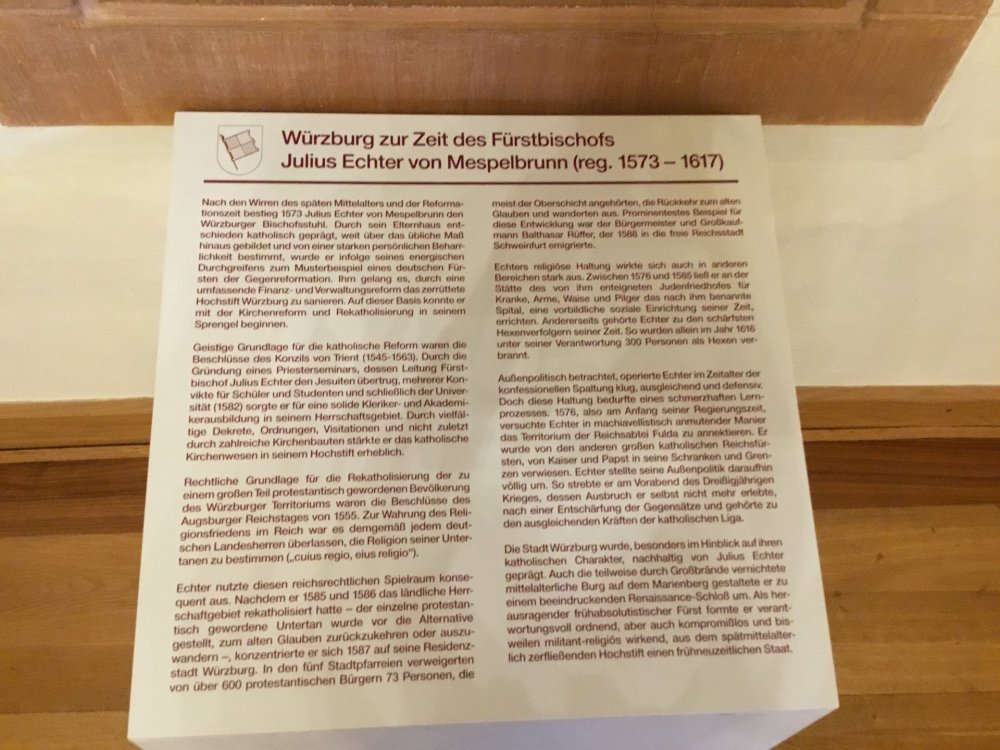 Würzburg zur Zeit des Fürstbischofs
Julius Echter von Mespelbrunn (reg. 1573 – 1617)
Nach den Wirren des späten Mittelalters und der Reforma-
tionszeit bestieg 1573 Julius Echter von Mespelbrunn den
Würzburger Bischofsstuhl. Durch sein Elternhaus ent-
schieden katholisch geprägt, weit über das übliche Maß
hinaus gebildet und von einer starken persönlichen Beharr-
lichkeit bestimmt, wurde er infolge seines energischen
Durchgreifens zum Musterbeispiel eines deutschen Für-
sten der Gegenreformation. Ihm gelang es, durch eine
umfassende Finanz- und Verwaltungsreform das zerrüttete
Hochstift Würzburg zu sanieren. Auf dieser Basis konnte er
mit der Kirchenreform und Rekatholisierung in seinem
Sprengel beginnen.
Geistige Grundlage für die katholische Reform waren die
Beschlüsse des Konzils von Trient (1545-1563). Durch die
Gründung eines Priesterseminars, dessen Leitung Fürst-
bischof Julius Echter den Jesuiten übertrug, mehrerer Kon-
vikte für Schüler und Studenten und schließlich der Univer-
sität (1582) sorgte er für eine solide Kleriker- und Akademi-
kerausbildung in seinem Herrschaftsgebiet. Durch vielfäl-
tige Dekrete, Ordnungen, Visitationen und nicht zuletzt
durch zahlreiche Kirchenbauten stärkte er das katholische
Kirchenwesen in seinem Hochstift erheblich.
Rechtliche Grundlage für die Rekatholisierung der zu
einem großen Teil protestantisch gewordenen Bevölkerung
des Würzburger Territoriums waren die Beschlüsse des
Augsburger Reichstages von 1555. Zur Wahrung des Reli-
gionsfriedens im Reich war es demgemäß jedem deut-
schen Landesherren überlassen, die Religion seiner Unter-
tanen zu bestimmen („cuius regio, eius religio“).
Echter nutzte diesen reichsrechtlichen Spielraum konse-
quent aus. Nachdem er 1585 und 1586 das ländliche Herr-
schaftgebiet rekatholisiert hatte – der einzelne protestan-
tisch gewordene Untertan wurde vor die Alternative
gestellt, zum alten Glauben zurückzukehren oder auszu-
wandern –, konzentrierte er sich 1587 auf seine Residenz-
stadt Würzburg. In den fünf Stadtpfarreien verweigerten
von über 600 protestantischen Bürgern 73 Personen, die
meist der Oberschicht angehörten, die Rückkehr zum alten
Glauben und wanderten aus. Prominentestes Beispiel für
diese Entwicklung war der Bürgermeister und Großkauf-
mann Balthasar Rüffer, der 1588 in die freie Reichsstadt
Schweinfurt emigrierte.
Echters religiöse Haltung wirkte sich auch in anderen
Bereichen stark aus. Zwischen 1576 und 1585 ließ er an der
Stätte des von ihm enteigneten Judenfriedhofes für
Kranke, Arme, Waise und Pilger das nach ihm benannte
Spital, eine vorbildliche soziale Einrichtung seiner Zeit,
errichten. Andererseits gehörte Echter zu den schärfsten
Hexenverfolgern seiner Zeit. So wurden allein im Jahr 1616
unter seiner Verantwortung 300 Personen als Hexen ver-
brannt.
Außenpolitisch betrachtet, operierte Echter im Zeitalter der
konfessionellen Spaltung klug, ausgleichend und defensiv.
Doch diese Haltung bedurfte eines schmerzhaften Lern-
prozesses. 1576, also am Anfang seiner Regierungszeit,
versuchte Echter in machiavellistisch anmutender Manier
das Territorium der Reichsabtei Fulda zu annektieren. Er
wurde von den anderen großen katholischen Reichsfür-
sten, von Kaiser und Papst in seine Schranken und Gren-
zen verwiesen. Echter stellte seine Außenpolitik daraufhin
völlig um. So strebte er am Vorabend des Dreißigjährigen
Krieges, dessen Ausbruch er selbst nicht mehr erlebte,
nach einer Entschärfung der Gegensätze und gehörte zu
den ausgleichenden Kräften der katholischen Liga.
Die Stadt Würzburg wurde, besonders im Hinblick auf ihren
katholischen Charakter, nachhaltig von Julius Echter
geprägt. Auch die teilweise durch Großbrände vernichtete
mittelalterliche Burg auf dem Marienberg gestaltete er zu
einem beeindruckenden Renaissance-Schloß um. Als her-
ausragender frühabsolutistischer Fürst formte er verant-
wortungsvoll ordnend, aber auch kompromißlos und bis-
weilen militant-religiös wirkend, aus dem spätmittelalter-
lich zerfließenden Hochstift einen frühneuzeitlichen Staat.